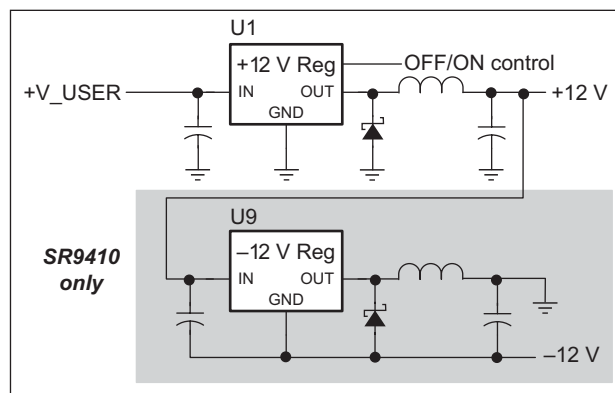 U1
+12 V Reg
OFF/ON control
+V_USER
IN
OUT
+12 V
GND
U9
SR9410
only
–12 V Reg
IN
OUT
GND
–12 V